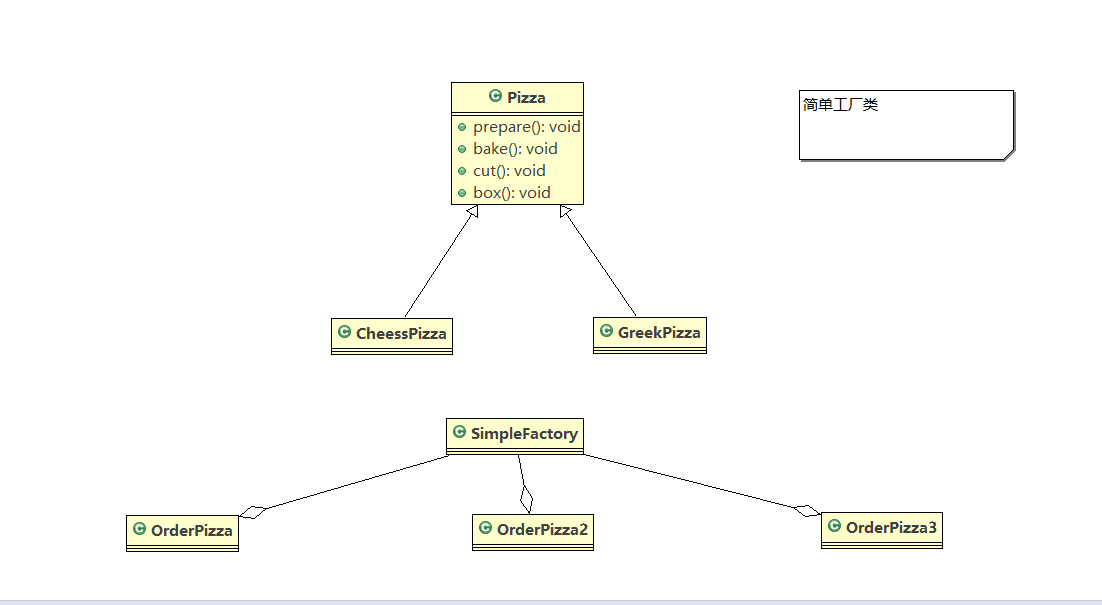 Pizza
prepare(): void
bake(): void
cut(): void
box(): void
简单工厂类
CheessPizza
GreekPizza
SimpleFactory
OrderPizza
OrderPizza2
OrderPizza3